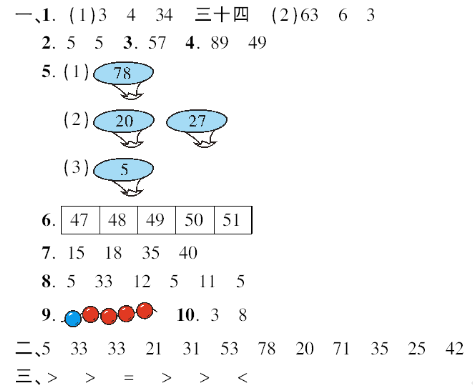 一、1. (1)3 4 34 三十四 (2)63 6 3
2. 5 5 3. 57 4. 89 49
5. (1) 78
(2) 20 27
(3) 5
6. 47 48 49 50 51
7. 15 18 35 40
8. 5 33 12 5 11 5
9. 10. 3 8
二、5 33 33 21 31 53 78 20 71 35 25 42
三、> > = > > <